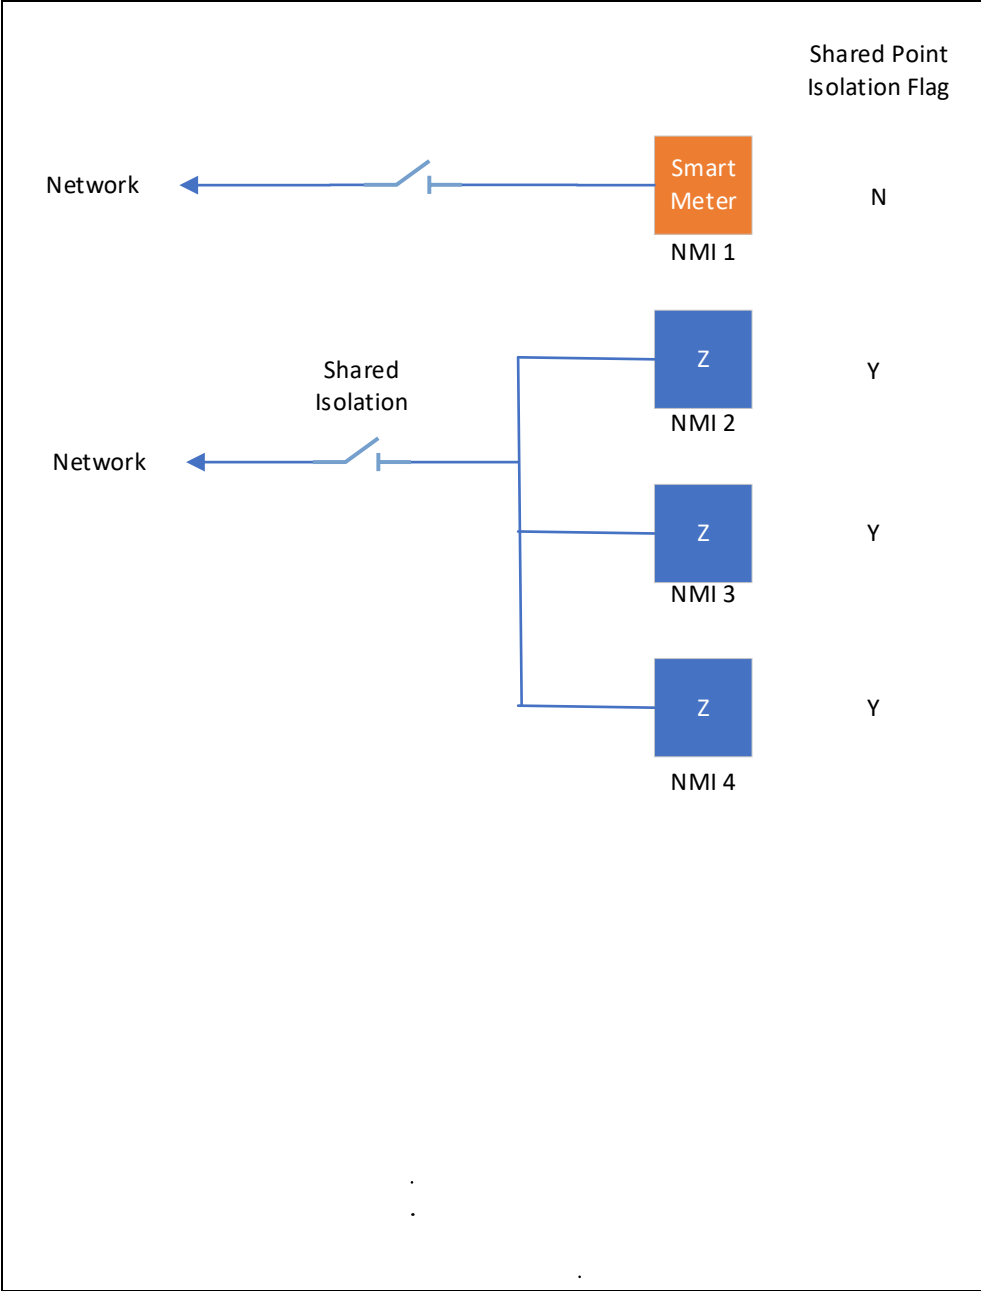 Shared Point
Isolation Flag
Network
Smart
Meter
N
NMI 1
Z
Y
NMI 2
Shared
Isolation
Network
Z
Y
NMI 3
Z
Y
NMI 4